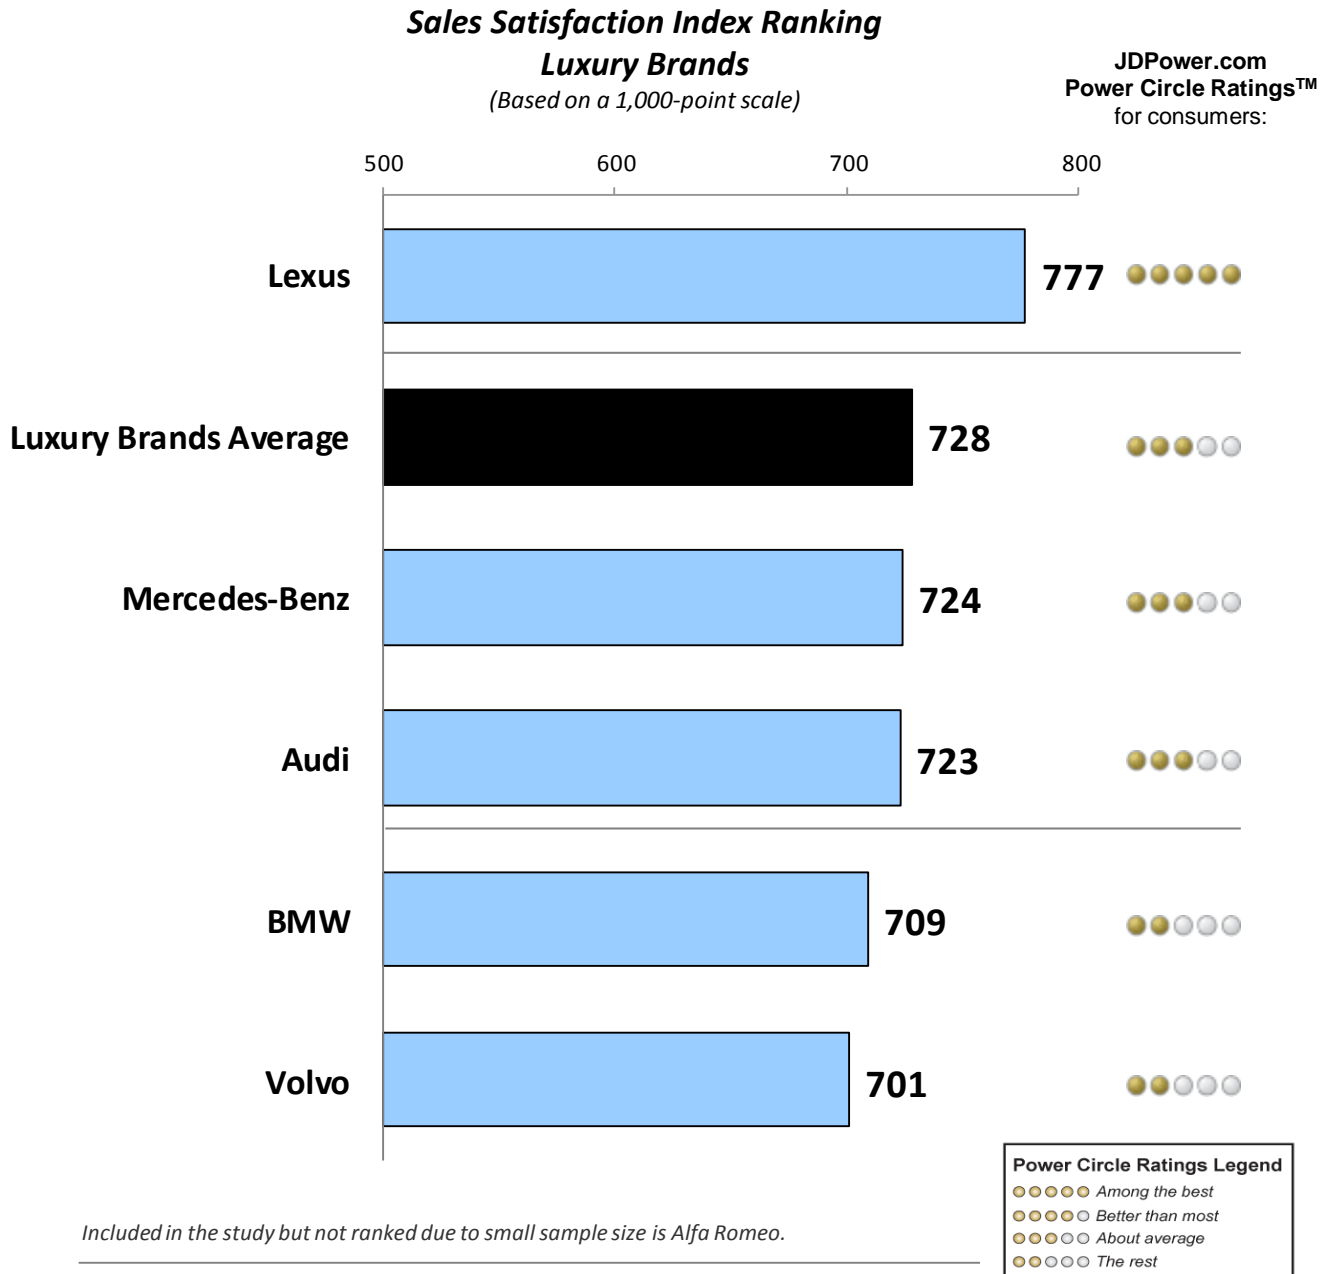 Sales Satisfaction Index Ranking
Luxury Brands
(Based on a 1,000-point scale)
JDPower.com
Power Circle Ratings™
for consumers:
500 600 700 800
Lexus 777
Luxury Brands Average 728
Mercedes-Benz 724
Audi 723
BMW 709
Volvo 701
Power Circle Ratings Legend
Among the best
Better than most
About average
The rest
Included in the study but not ranked due to small sample size is Alfa Romeo.